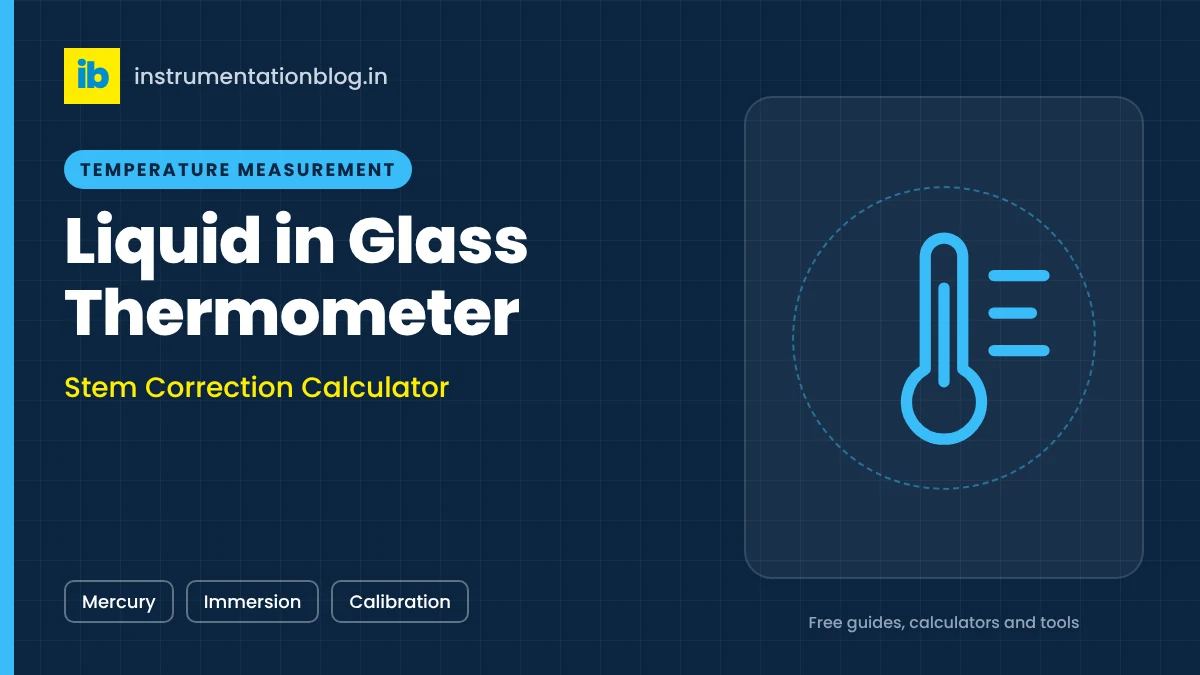 ib
instrumentationblog.in
TEMPERATURE MEASUREMENT
Liquid in Glass
Thermometer
Stem Correction Calculator
Mercury
Immersion
Calibration
Free guides, calculators and tools